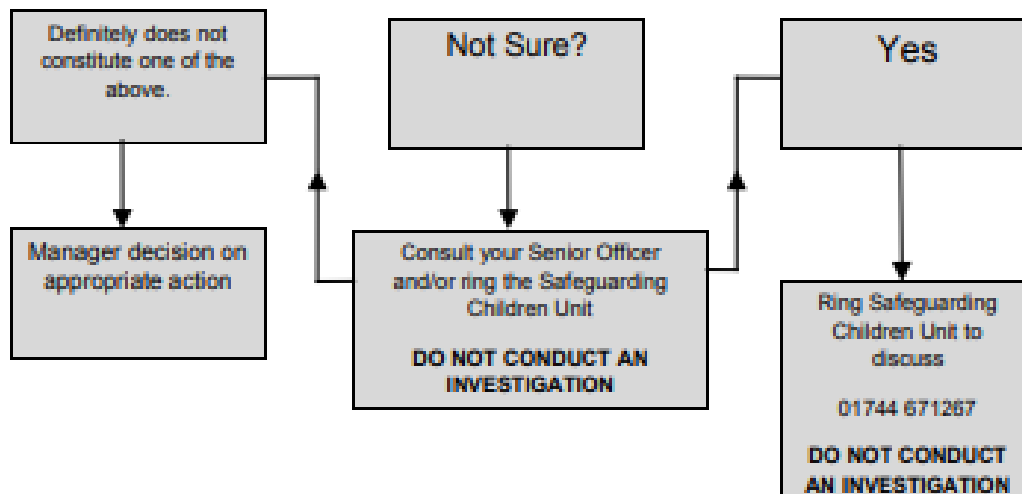 Definitely does not
constitute one of the
above.
Not Sure?
Yes
Manager decision on
appropriate action
Consult your Senior Officer
and/or ring the Safeguarding
Children Unit
DO NOT CONDUCT AN
INVESTIGATION
Ring Safeguarding
Children Unit to
discuss
01744 671267
DO NOT CONDUCT
AN INVESTIGATION